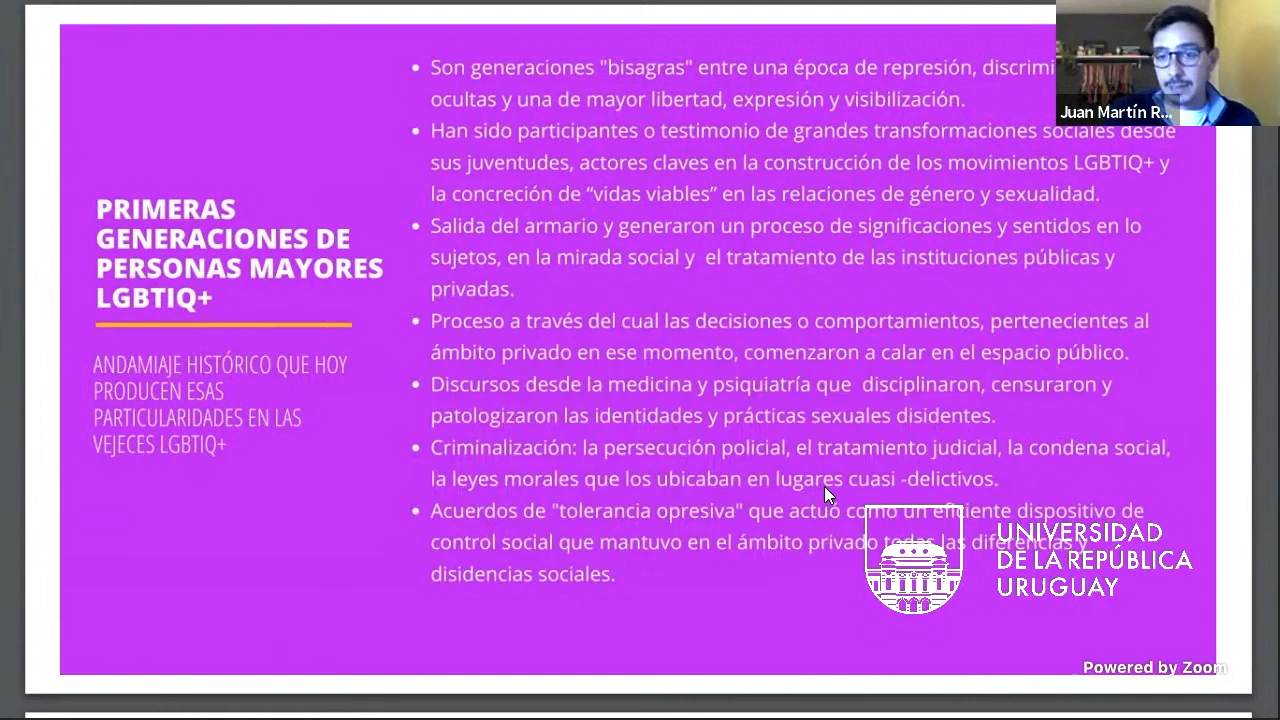 PRIMERAS
GENERACIONES DE
PERSONAS MAYORES
LGBTIQ+
ANDAMIAJE HISTÓRICO QUE HOY
PRODUCEN ESAS
PARTICULARIDADES EN LAS
VEJECES LGBTIQ+
Son generaciones "bisagras" entre una época de represión,
ocultas y una de mayor libertad, expresión y visibilización.
Han sido participantes o testimonio de grandes transformaciones sociales desde
sus juventudes, actores claves en la construcción de los movimientos LGBTIQ+ y
la concreción de “vidas viables” en las relaciones de género y sexualidad.
Salida del armario y generaron un proceso de significaciones y sentidos en lo
sujetos, en la mirada social y el tratamiento de las instituciones públicas y
privadas.
Proceso a través del cual las decisiones o comportamientos, pertenecientes al
ámbito privado en ese momento, comenzaron a calar en el espacio público.
Discursos desde la medicina y psiquiatría que disciplinaron, censuraron y
patologizaron las identidades y prácticas sexuales disidentes.
Criminalización: la persecución policial, el tratamiento judicial, la condena social,
la leyes morales que los ubicaban en lugares cuasi -delictivos.
Acuerdos de "tolerancia opresiva" que actuó como un eficiente dispositivo de
control social que mantuvo en el ámbito privado todas las diferencias y
disidencias sociales.
Juan Martín R...
UNIVERSIDAD
DE LA REPÚBLICA
URUGUAY
Powered by Zoom